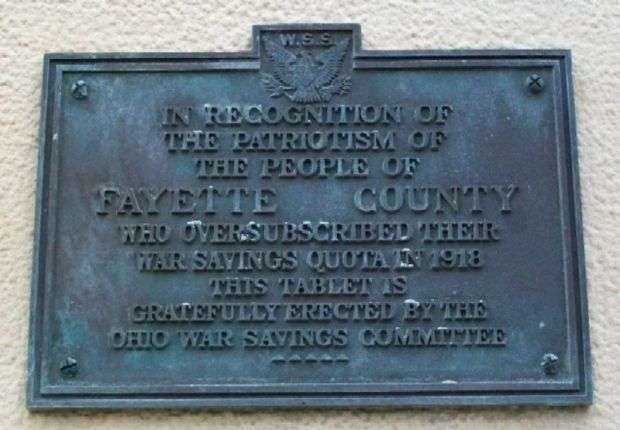 W.S.S.
IN RECOGNITION OF
THE PATRIOTISM OF
THE PEOPLE OF
FAYETTE COUNTY
WHO OVERSUBSCRIBED THEIR
WAR SAVINGS QUOTA IN 1918
THIS TABLET IS
GRATEFULLY ERECTED BY THE
OHIO WAR SAVINGS COMMITTEE